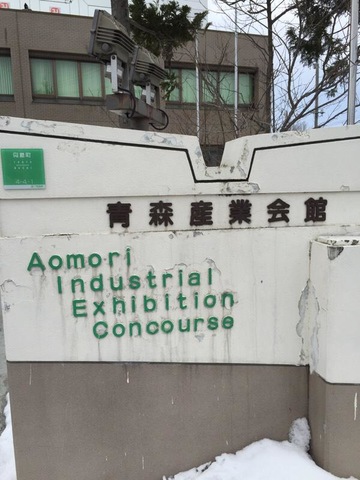 青森産業会館
Aomori
Industrial
Exhibition
Concourse